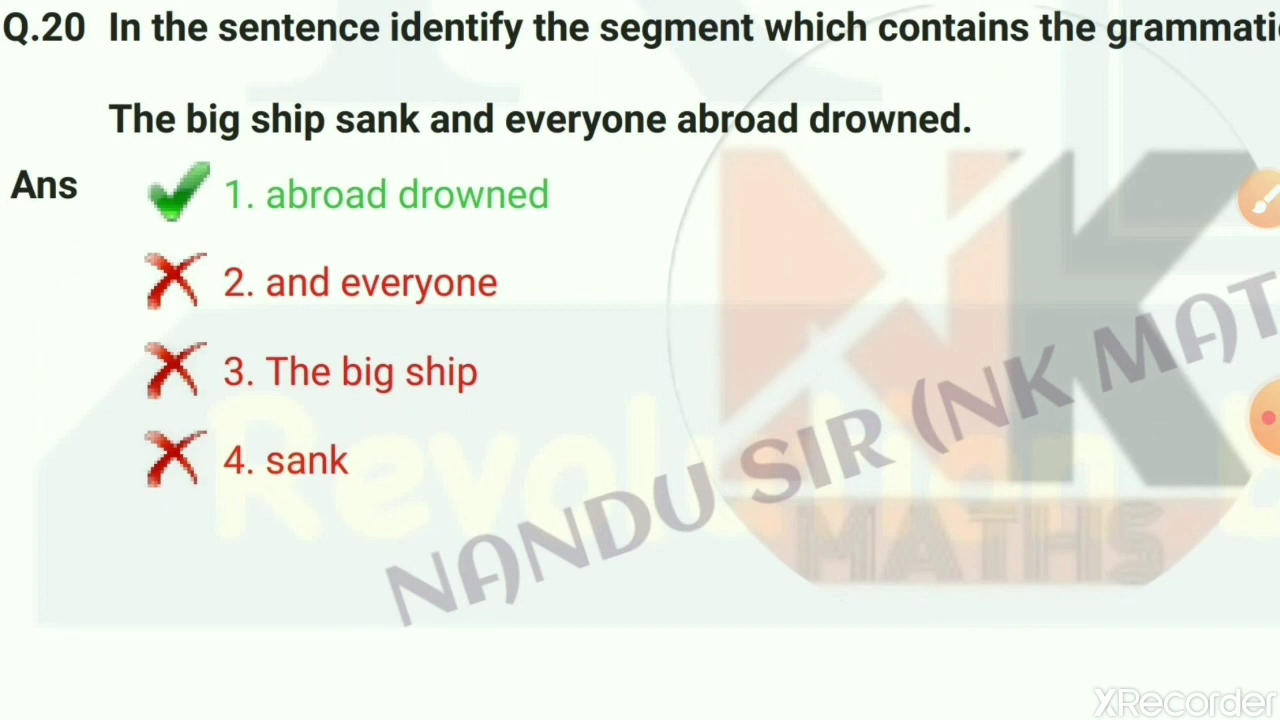 Q.20 In the sentence identify the segment which contains the grammati
The big ship sank and everyone abroad drowned.
Ans
1. abroad drowned
2. and everyone
3. The big ship
4. sank
Revolution
NANDU SIR (NK MAT
NK
MATHS
XRecorder